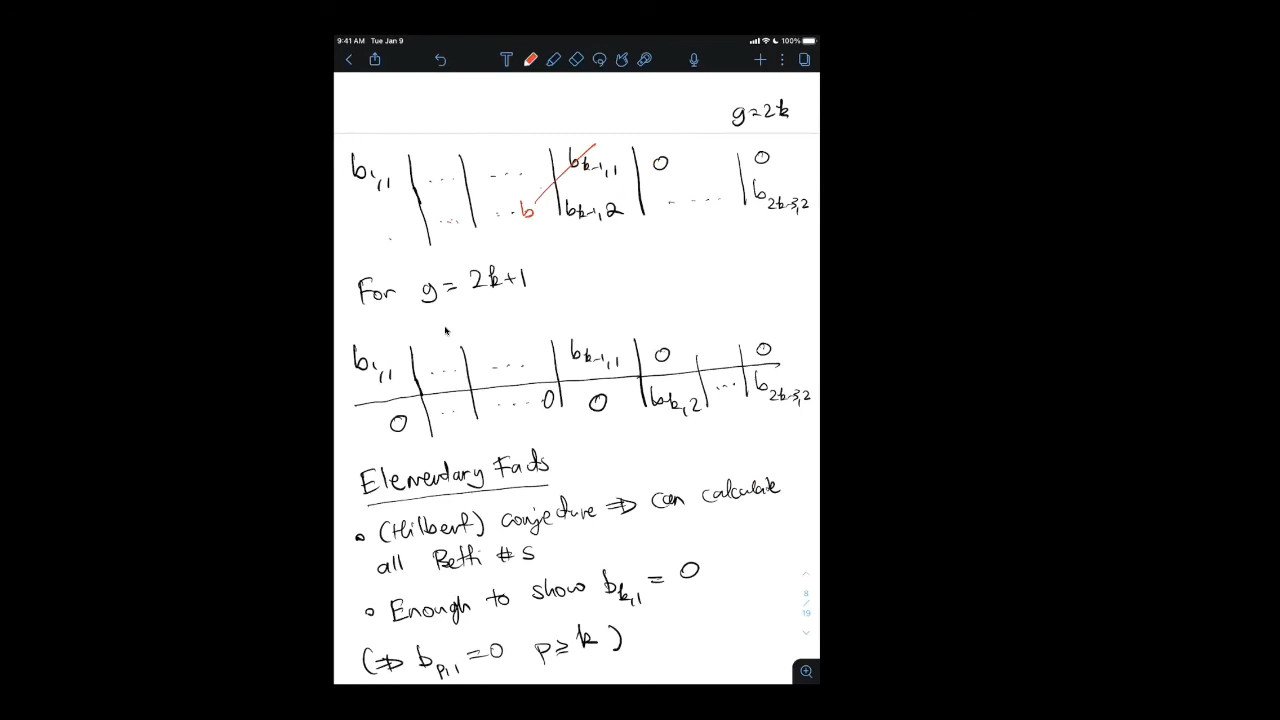 9:41 AM Tue Jan 9
100%
g=2k
b1,1 ... ... bk-1,1 0 0
... ... b bk-1,2 .... b2k-3,2
For g = 2k+1
b1,1 ... ... bk-1,1 0 0
0 ... ... 0 0 bk,2 ... b2k-3,2
Elementary Facts
• (Hilbert) conjecture ⇒ can calculate
all Betti #s
• Enough to show bk,1 = 0
(⇒ bp,1 = 0 p ≥ k)
8
/
19